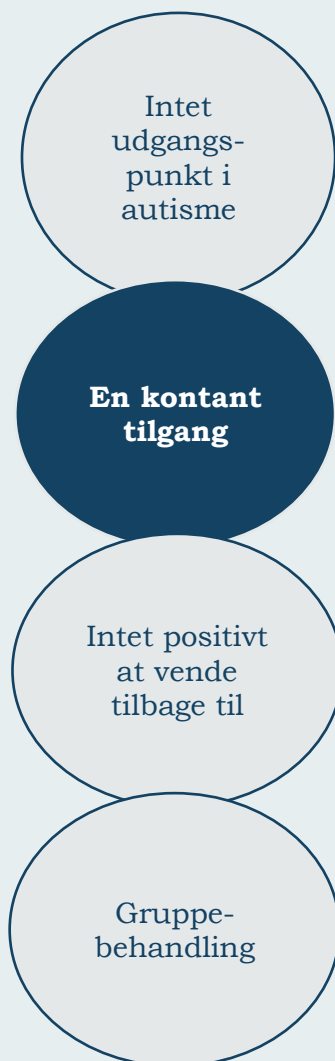 Intet
udgangs-
punkt i
autisme
En kontant
tilgang
Intet positivt
at vende
tilbage til
Gruppe-
behandling